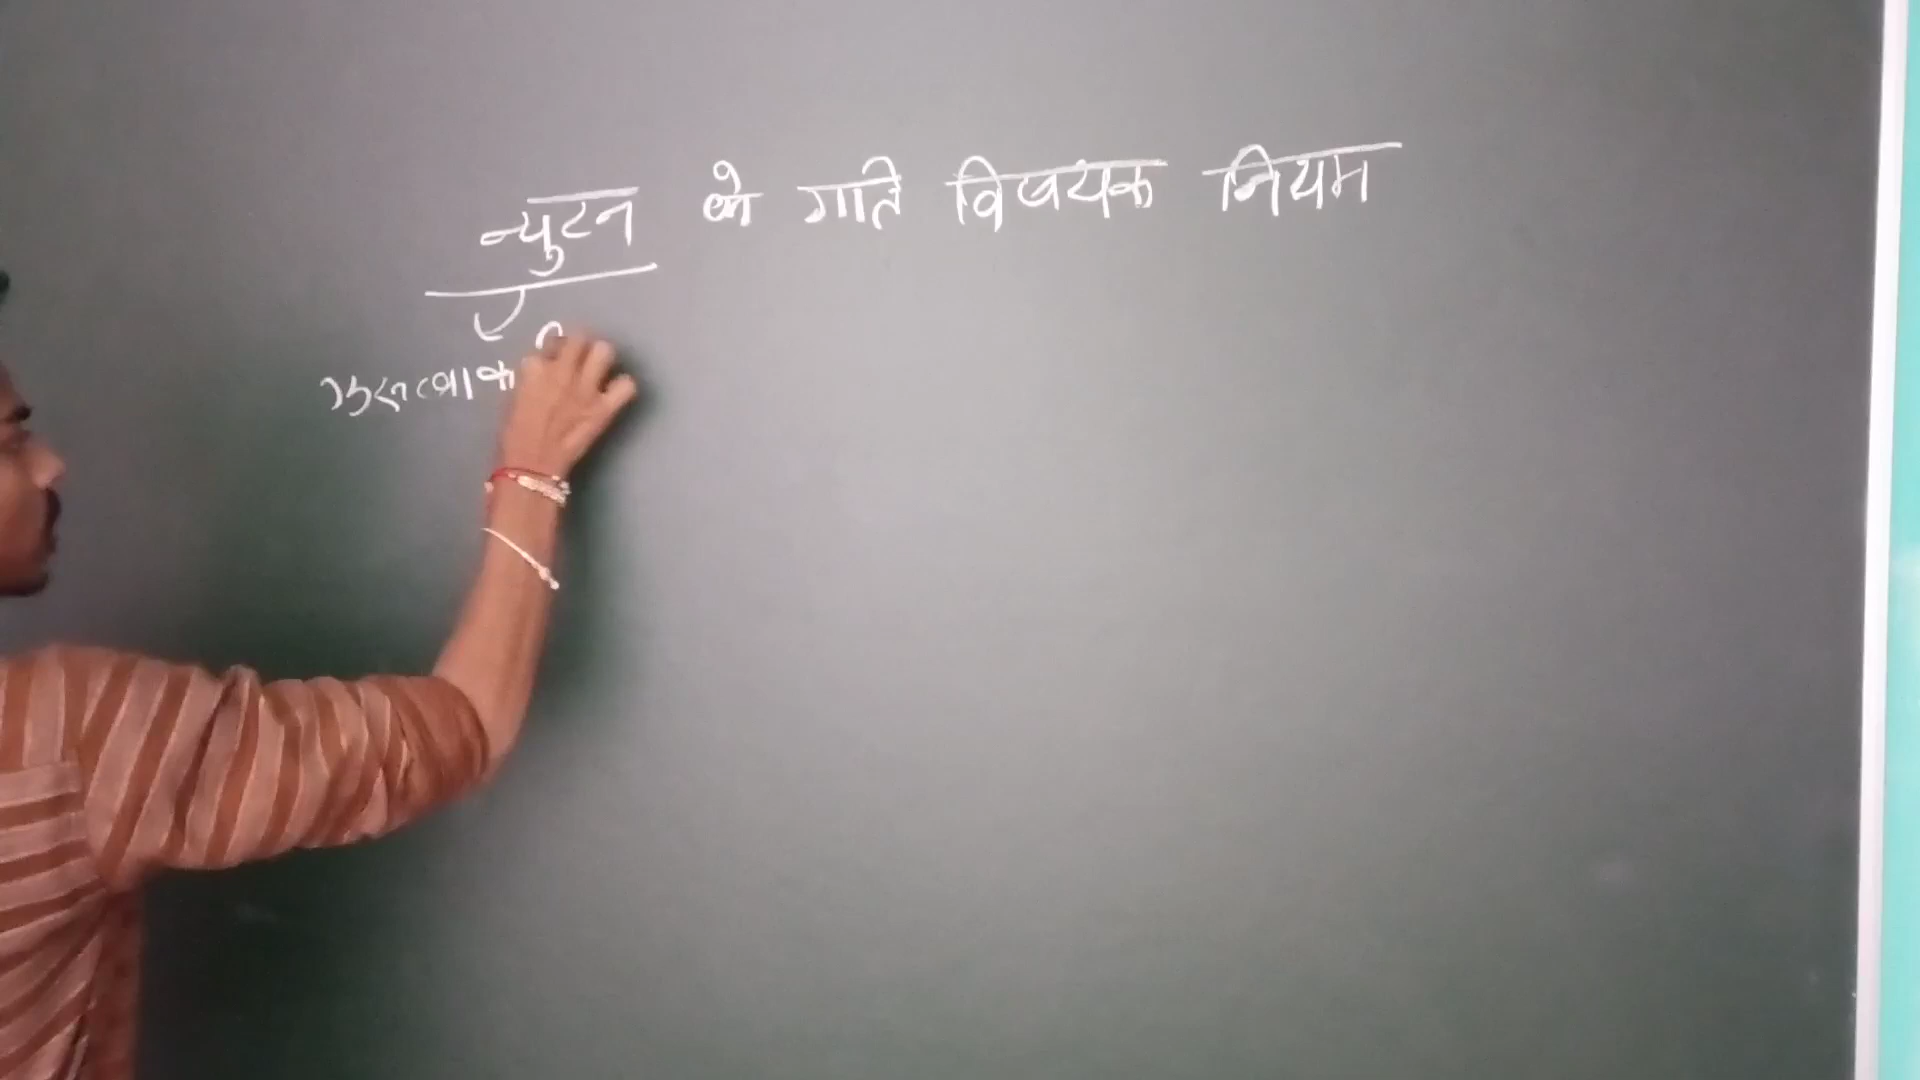 न्युटन के गति विषयक नियम